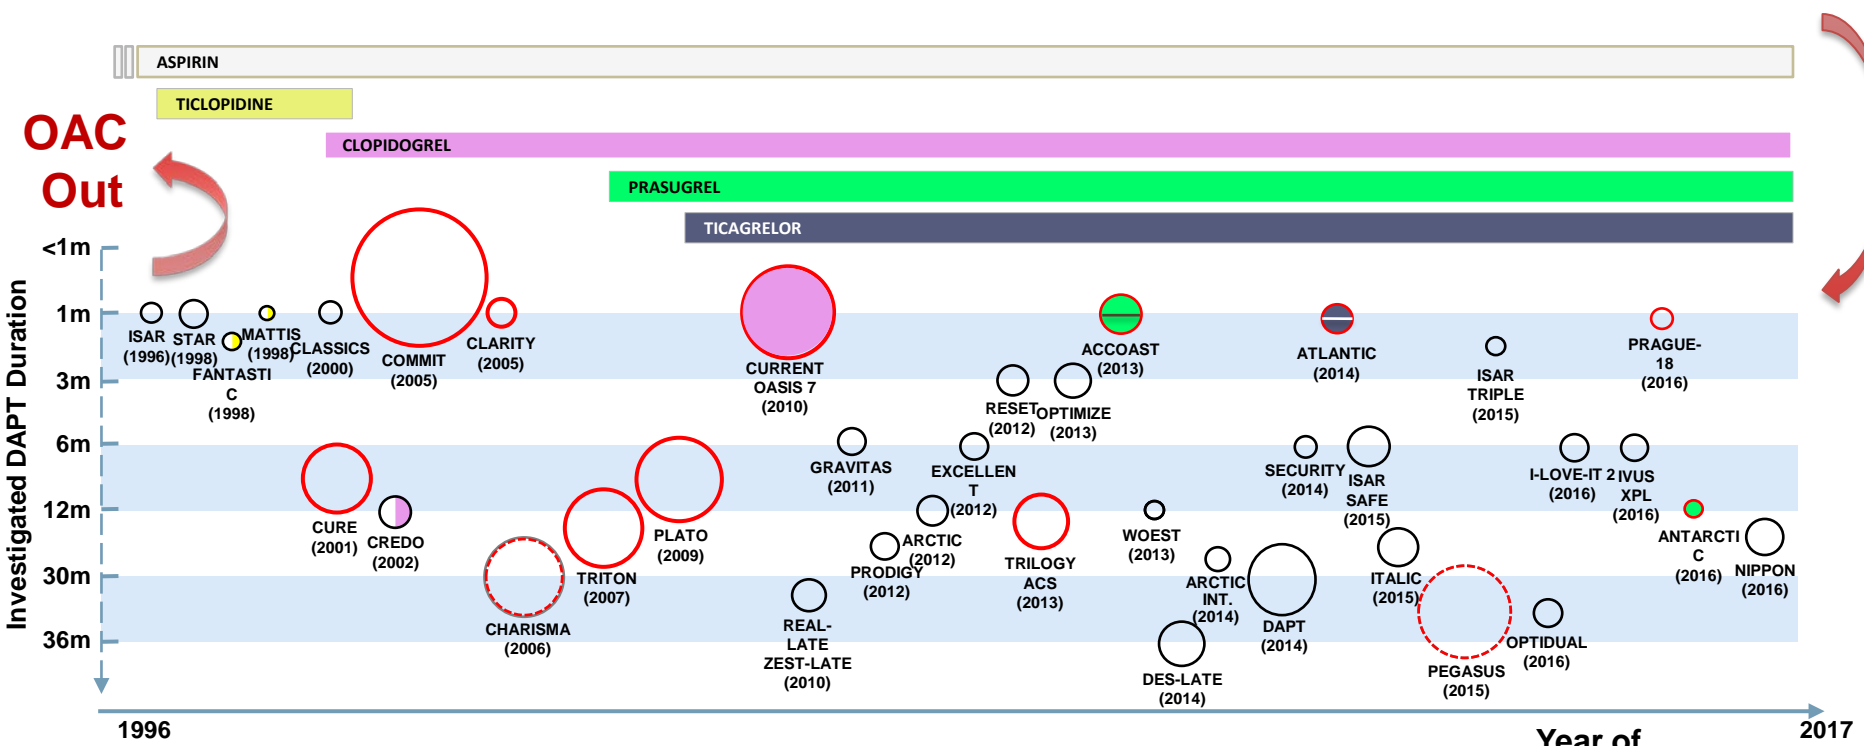 ASPIRIN
TICLOPIDINE
OAC
Out
CLOPIDOGREL
PRASUGREL
TICAGRELOR
Investigated DAPT Duration
<1m
1m
3m
6m
12m
30m
36m
ISAR
(1996)
STAR
(1998)
FANTASTI
C
(1998)
MATTIS
(1998)
CLASSICS
(2000)
COMMIT
(2005)
CLARITY
(2005)
CURRENT
OASIS 7
(2010)
RESET
(2012)
OPTIMIZE
(2013)
ACCOAST
(2013)
ATLANTIC
(2014)
ISAR
TRIPLE
(2015)
PRAGUE-
18
(2016)
CURE
(2001)
CREDO
(2002)
CHARISMA
(2006)
TRITON
(2007)
PLATO
(2009)
REAL-
LATE
ZEST-LATE
(2010)
GRAVITAS
(2011)
PRODIGY
(2012)
ARCTIC
(2012)
EXCELLEN
T
(2012)
TRILOGY
ACS
(2013)
WOEST
(2013)
DES-LATE
(2014)
ARCTIC
INT.
(2014)
DAPT
(2014)
SECURITY
(2014)
ISAR
SAFE
(2015)
ITALIC
(2015)
PEGASUS
(2015)
OPTIDUAL
(2016)
I-LOVE-IT 2
(2016)
IVUS
XPL
(2016)
ANTARCTI
C
(2016)
NIPPON
(2016)
1996
Year of
2017